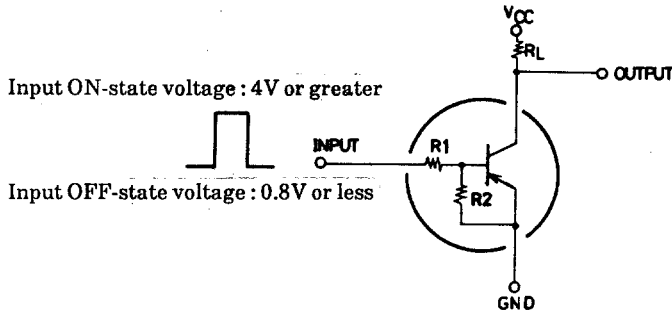 VCC
RL
OUTPUT
Input ON-state voltage : 4V or greater
INPUT
R1
Input OFF-state voltage : 0.8V or less
R2
GND